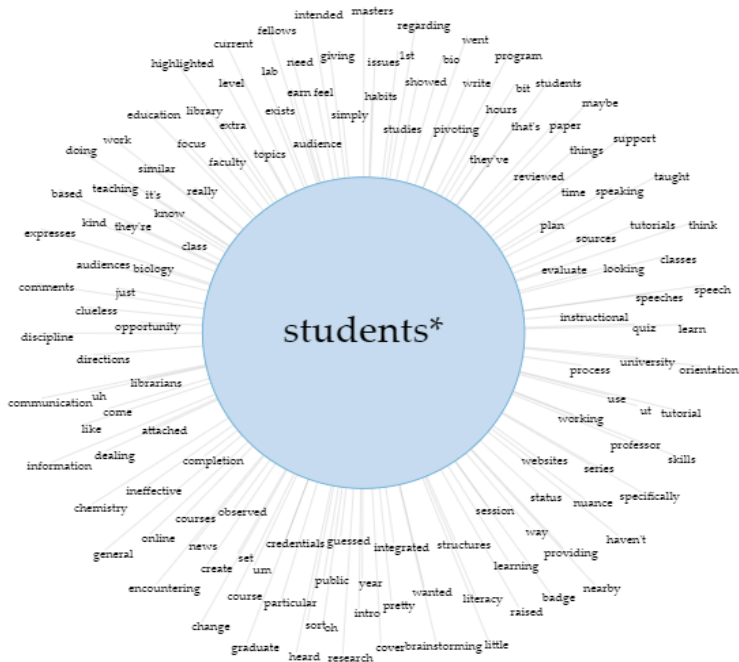 masters
intended
regarding
fellows
went
current
need
giving
issues
1st
bio
program
highlighted
lab
level
earn
feel
habits
showed
write
bit
students
education
library
exists
simply
hours
maybe
extra
studies
pivoting
that's
paper
work
focus
audience
support
doing
similar
faculty
topics
they've
things
reviewed
taught
based
teaching
it's
really
time
speaking
know
kind
they're
plan
tutorials
think
expresses
class
sources
audiences
biology
evaluate
looking
classes
comments
just
speeches
speech
clueless
opportunity
instructional
quiz
learn
discipline
students*
directions
process
university
orientation
librarians
communication
uh
come
use
ut
tutorial
like
attached
working
professor
information
dealing
completion
websites
series
skills
ineffective
status
nuance
specifically
chemistry
courses
observed
session
online
news
credentials
guessed
integrated
structures
way
haven't
general
set
providing
create
um
learning
encountering
public
year
nearby
course
particular
wanted
literacy
badge
intro
pretty
raised
change
sort
oh
graduate
cover
brainstorming
little
heard
research